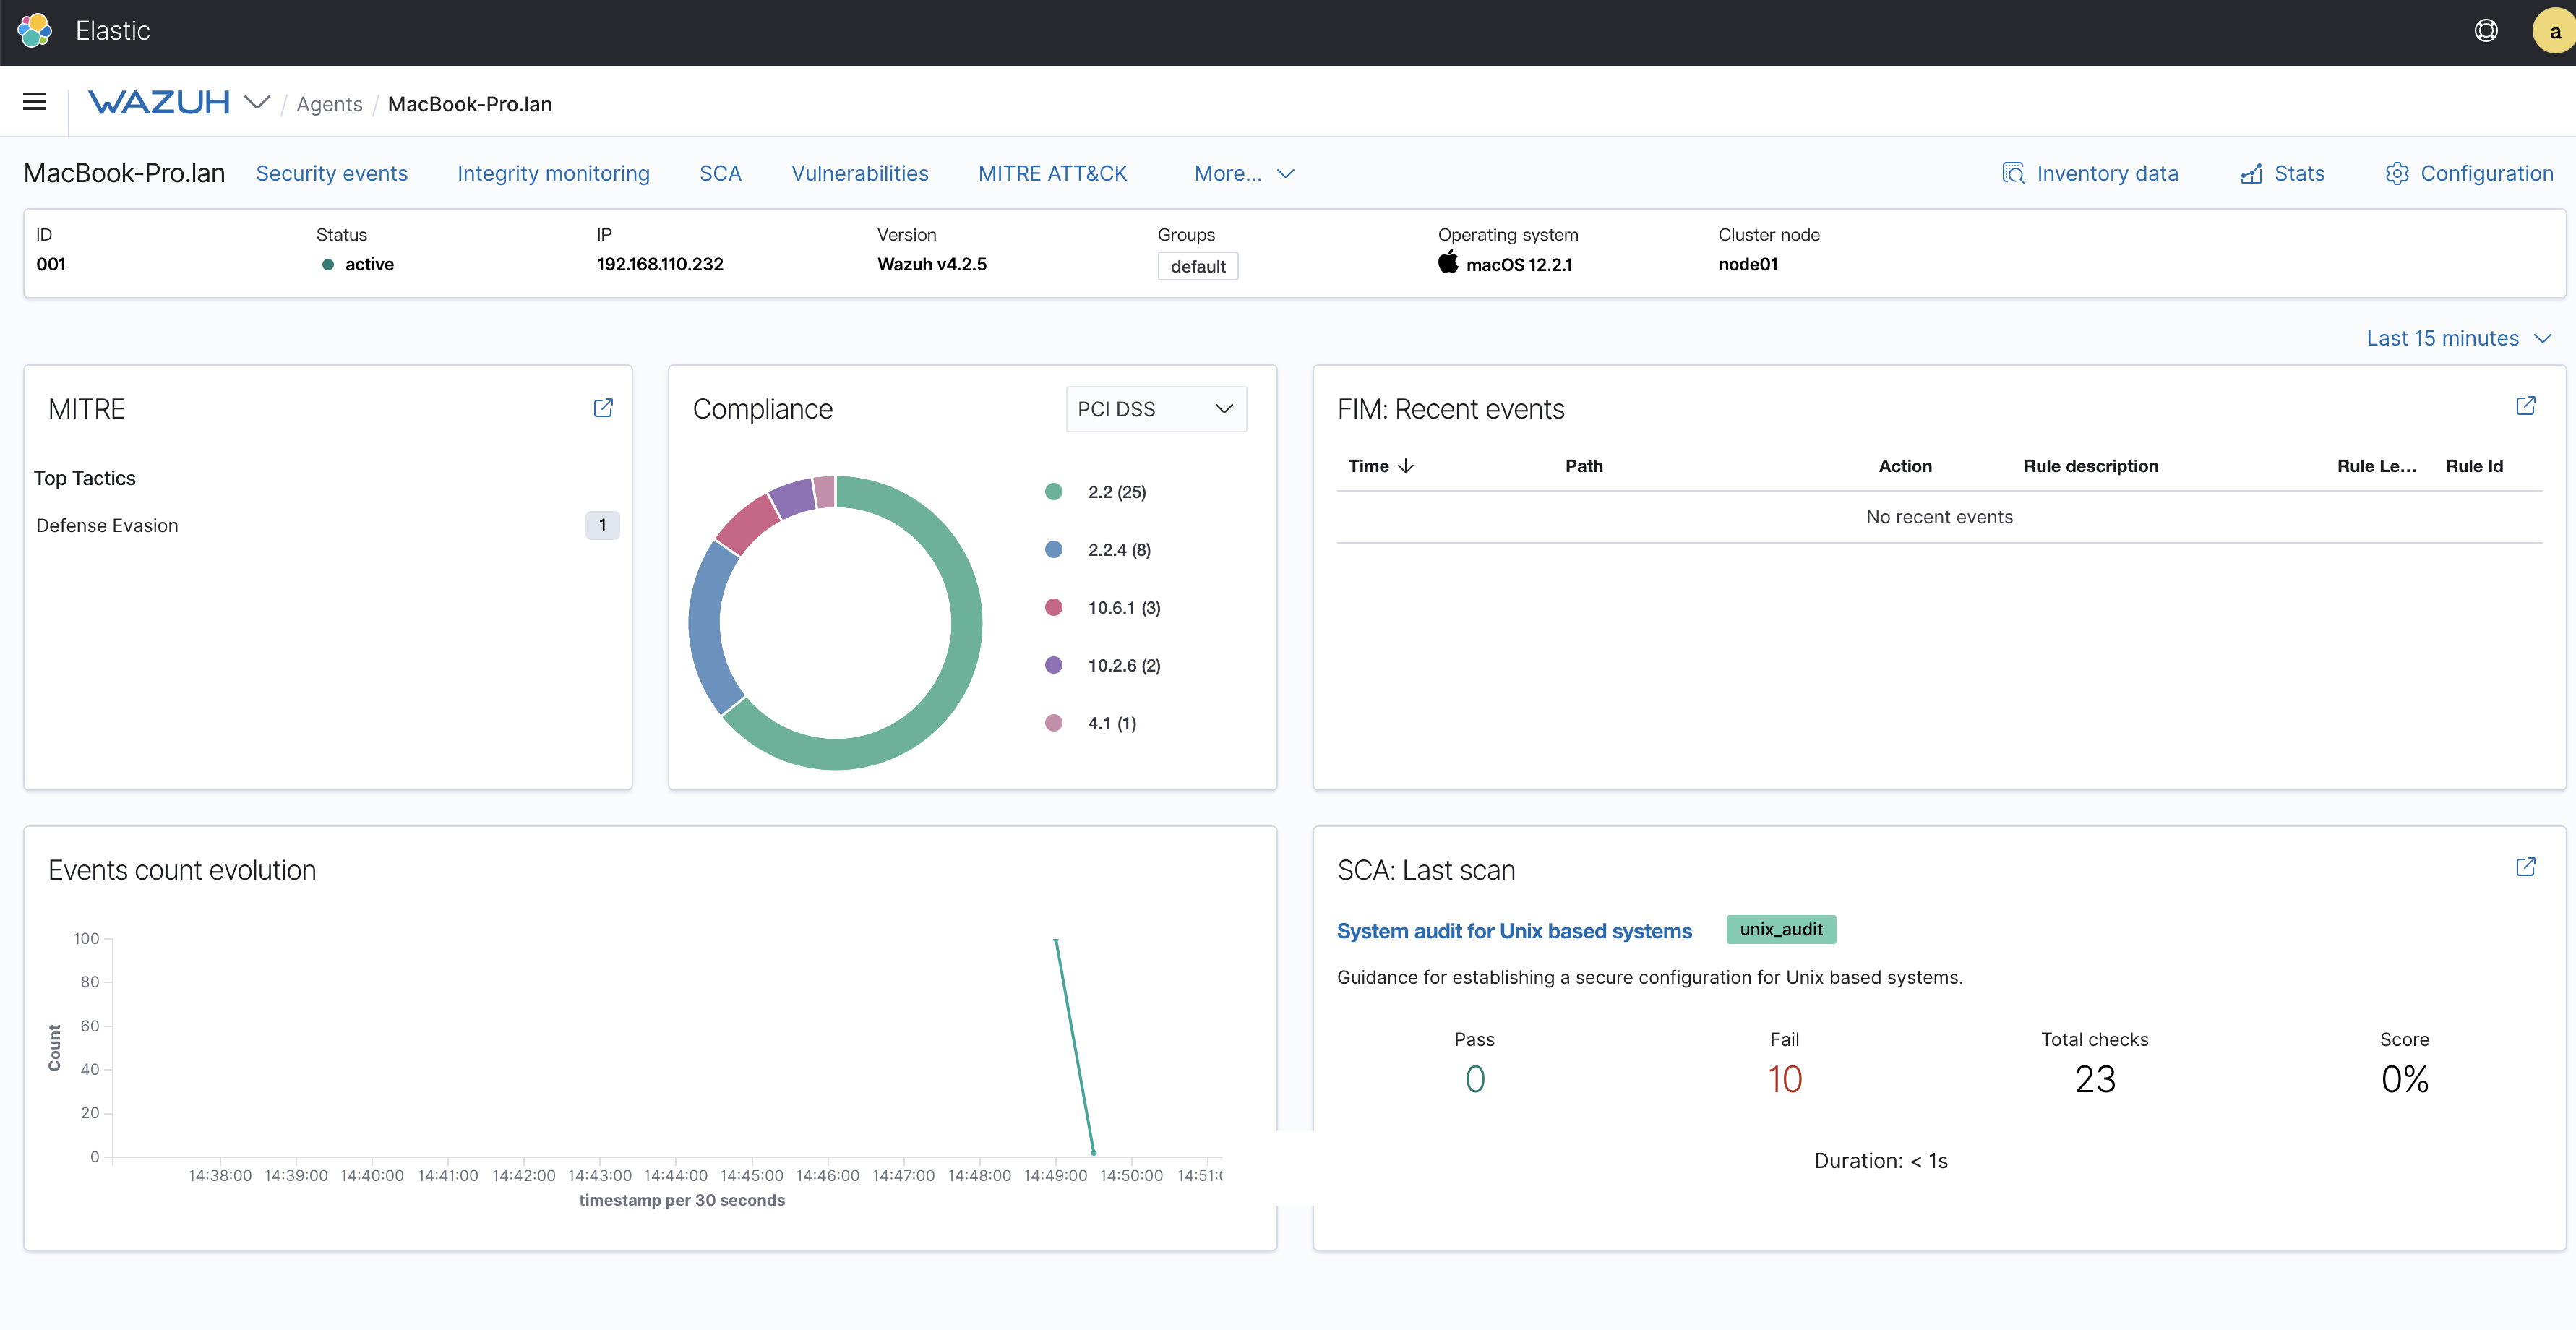 Elastic
a
WAZUH / Agents / MacBook-Pro.lan
MacBook-Pro.lan Security events Integrity monitoring SCA Vulnerabilities MITRE ATT&CK More... Inventory data Stats Configuration
ID Status IP Version Groups Operating system Cluster node
001 active 192.168.110.232 Wazuh v4.2.5 default macOS 12.2.1 node01
Last 15 minutes
MITRE
Top Tactics
Defense Evasion 1
Compliance PCI DSS
2.2 (25)
2.2.4 (8)
10.6.1 (3)
10.2.6 (2)
4.1 (1)
FIM: Recent events
Time Path Action Rule description Rule Le... Rule Id
No recent events
Events count evolution
100
80
60
40
20
0
Count
14:38:00 14:39:00 14:40:00 14:41:00 14:42:00 14:43:00 14:44:00 14:45:00 14:46:00 14:47:00 14:48:00 14:49:00 14:50:00 14:51:(
timestamp per 30 seconds
SCA: Last scan
System audit for Unix based systems unix_audit
Guidance for establishing a secure configuration for Unix based systems.
Pass Fail Total checks Score
0 10 23 0%
Duration: < 1s